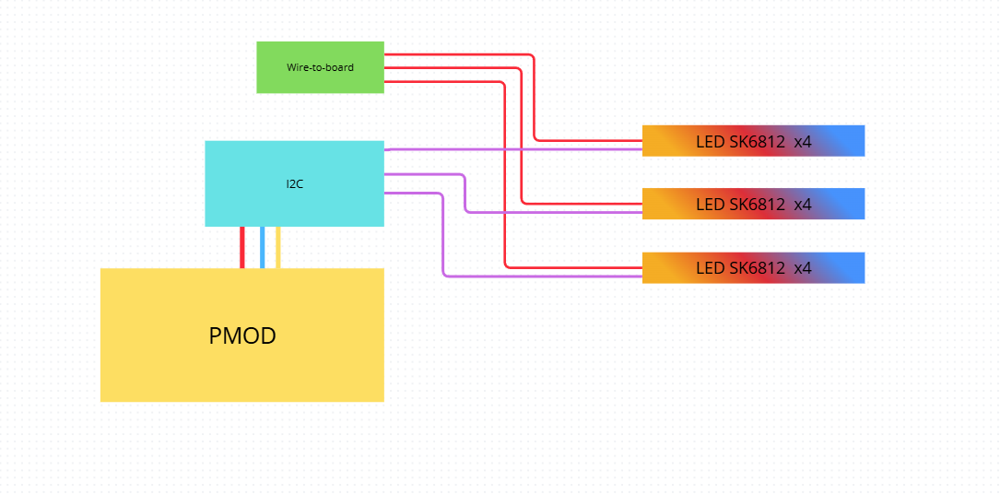 Wire-to-board
LED SK6812  x4
I2C
LED SK6812  x4
LED SK6812  x4
PMOD